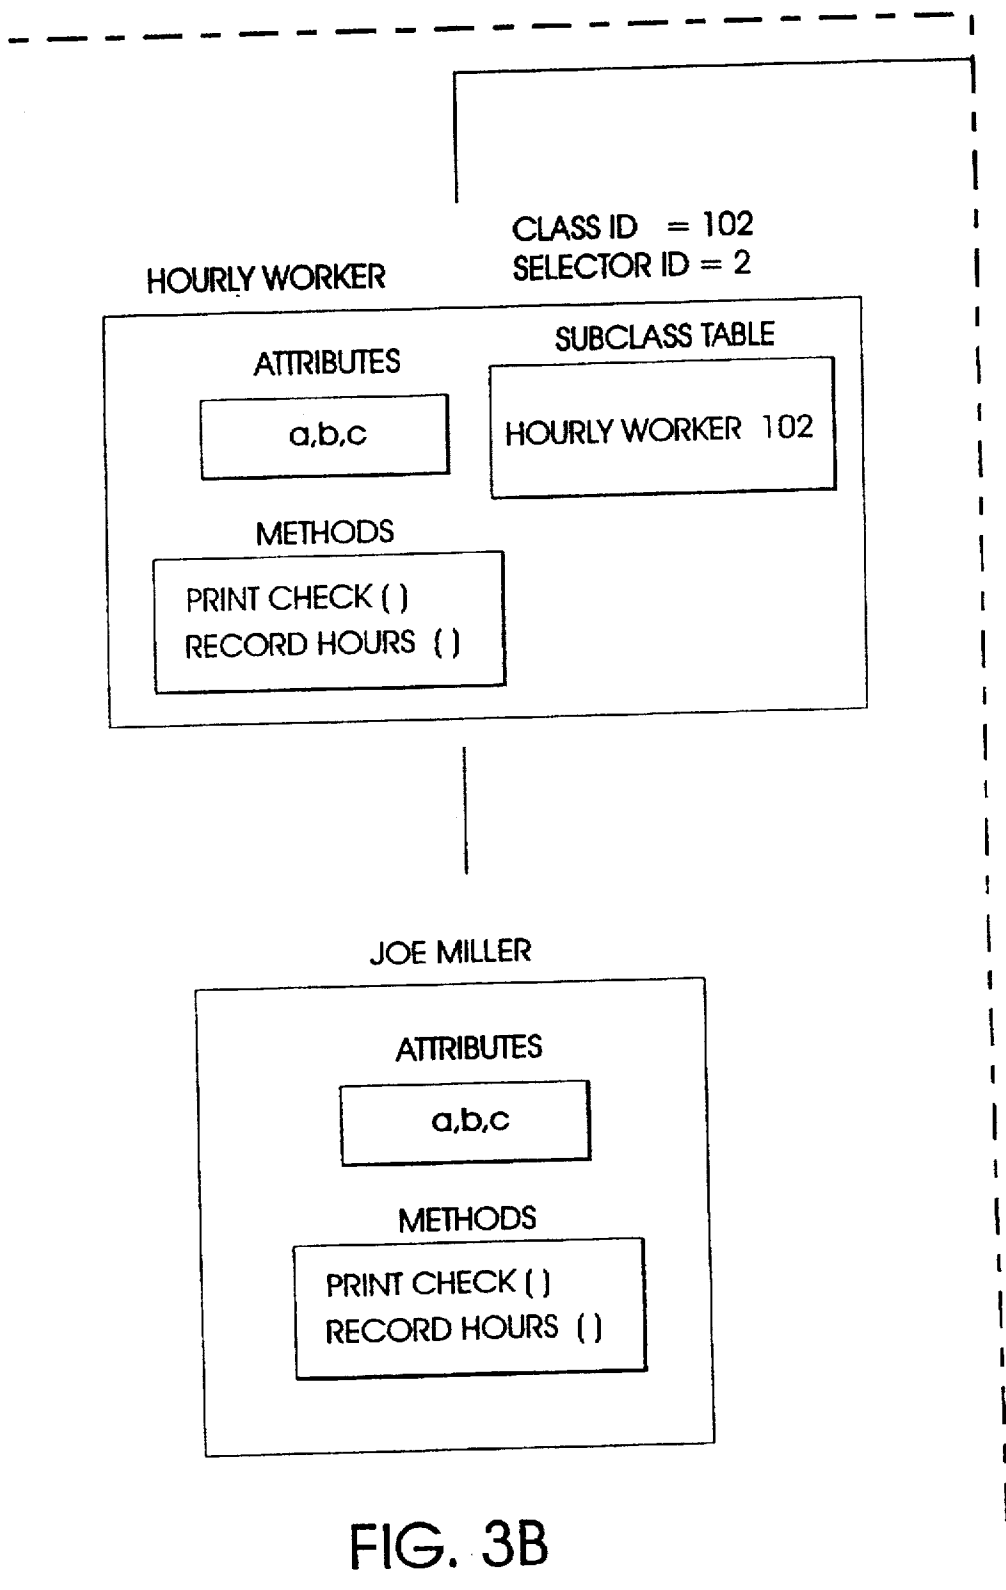 CLASS ID = 102
SELECTOR ID = 2
HOURLY WORKER
ATTRIBUTES
a,b,c
SUBCLASS TABLE
HOURLY WORKER 102
METHODS
PRINT CHECK ( )
RECORD HOURS ( )
JOE MILLER
ATTRIBUTES
a,b,c
METHODS
PRINT CHECK ( )
RECORD HOURS ( )
FIG. 3B